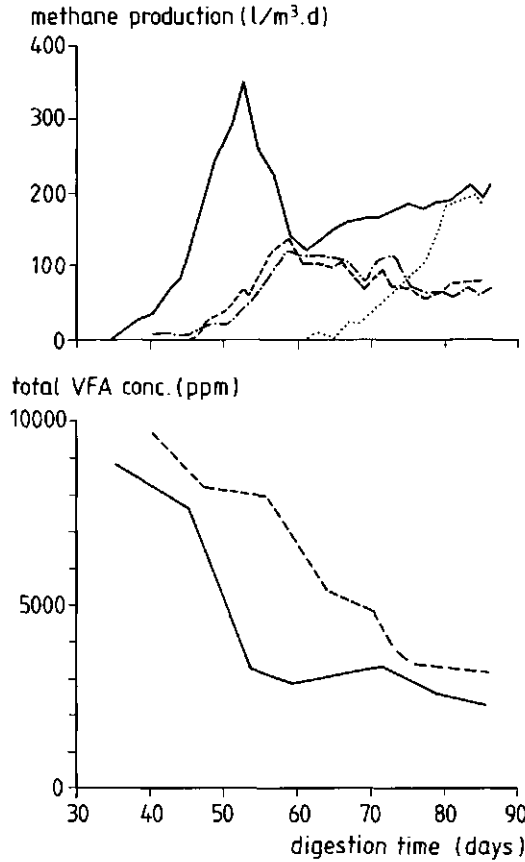 methane production (l/m³.d)
400
300
200
100
0
total VFA conc. (ppm)
10000
5000
0
30 40 50 60 70 80 90
digestion time (days)